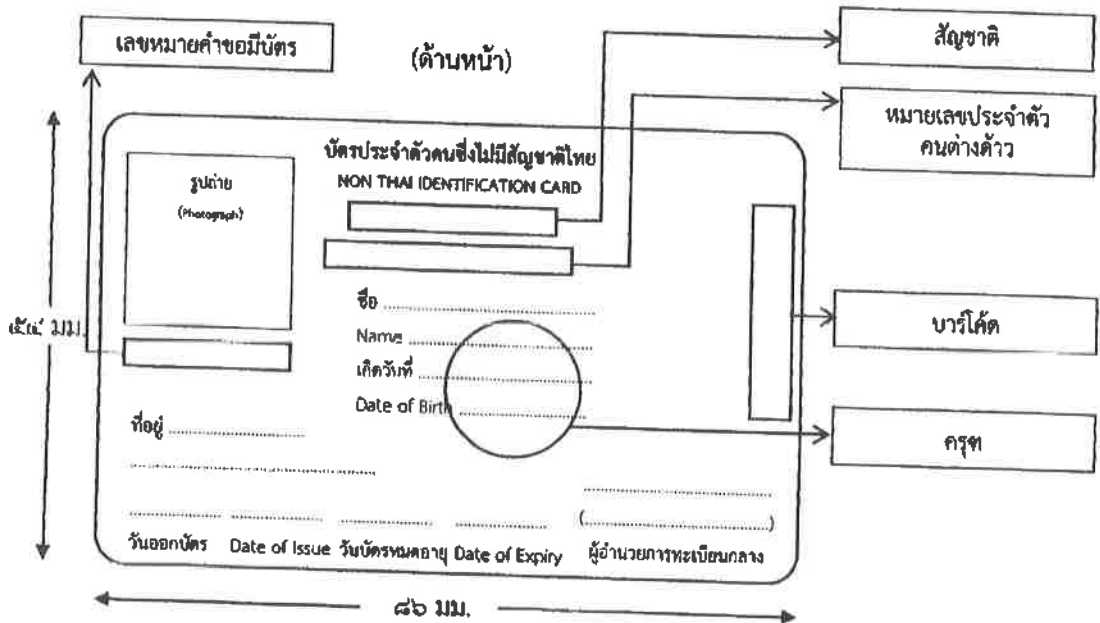 เลขหมายคำขอมีบัตร
(ด้านหน้า)
สัญชาติ
หมายเลขประจำตัว
คนต่างด้าว
บัตรประจำตัวคนซึ่งไม่มีสัญชาติไทย
NON THAI IDENTIFICATION CARD
รูปถ่าย
(Photograph)
ชื่อ
Name
เกิดวันที่
Date of Birth
๕๔ มม.
บาร์โค้ด
ครุฑ
ที่อยู่
(....................)
วันออกบัตร Date of Issue วันบัตรหมดอายุ Date of Expiry ผู้อำนวยการทะเบียนกลาง
๘๖ มม.